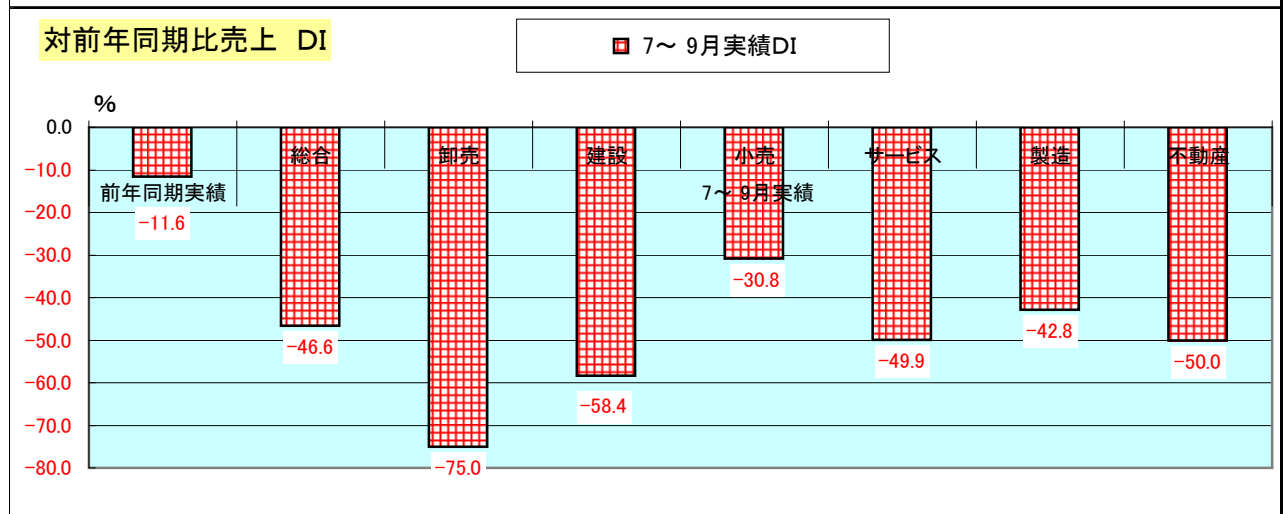 対前年同期比売上 DI
7～ 9月実績DI
%
0.0
-10.0
-20.0
-30.0
-40.0
-50.0
-60.0
-70.0
-80.0
総合
卸売
建設
小売
サービス
製造
不動産
前年同期実績
7～ 9月実績
-11.6
-46.6
-75.0
-58.4
-30.8
-49.9
-42.8
-50.0